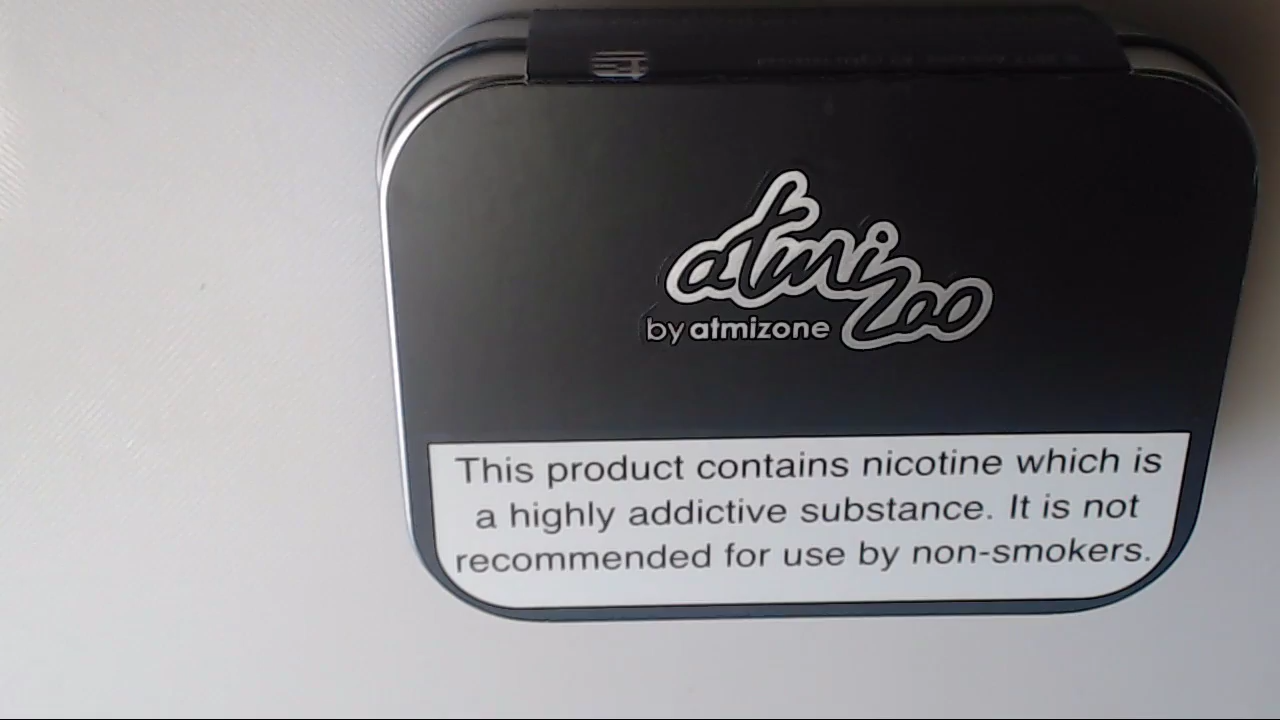 atmizoo
by atmizone
This product contains nicotine which is
a highly addictive substance. It is not
recommended for use by non-smokers.